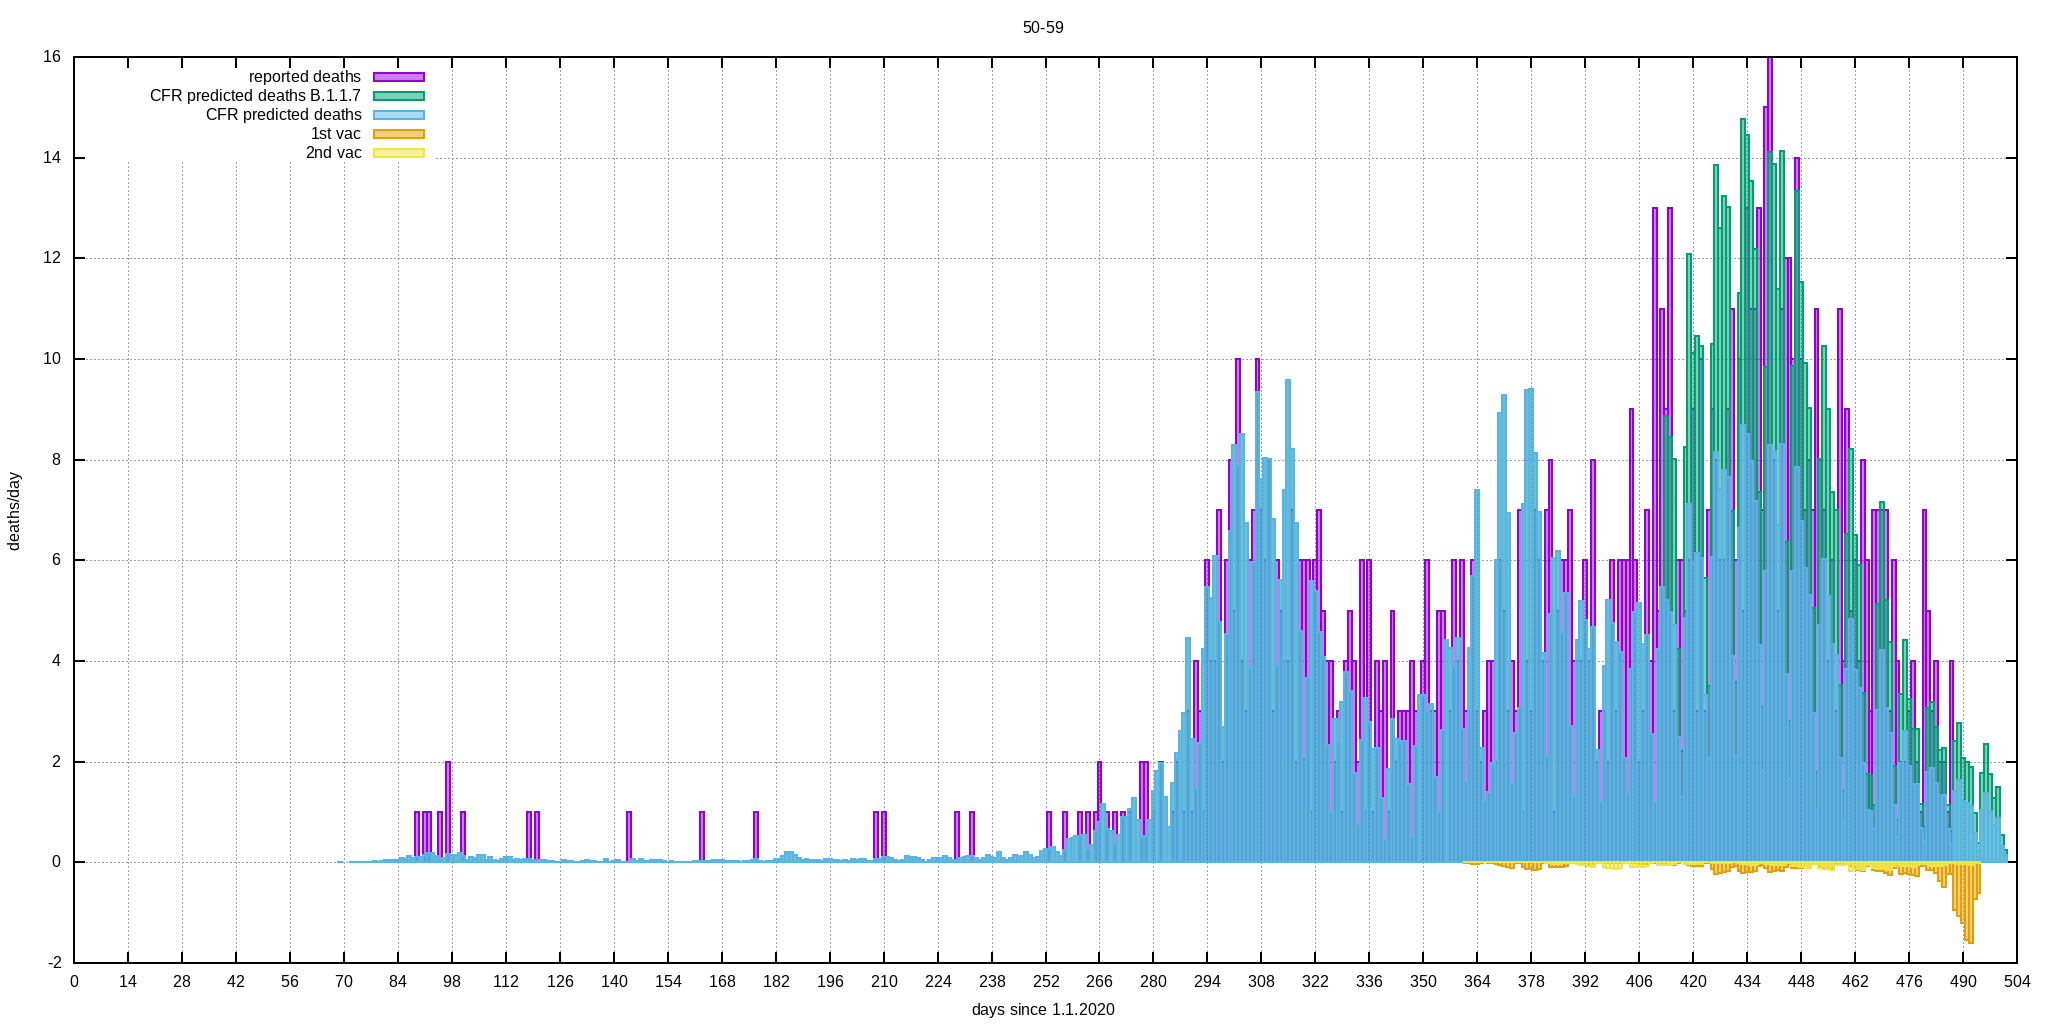 50-59
16
14
12
10
8
6
4
2
0
-2
deaths/day
reported deaths
CFR predicted deaths B.1.1.7
CFR predicted deaths
1st vac
2nd vac
0 14 28 42 56 70 84 98 112 126 140 154 168 182 196 210 224 238 252 266 280 294 308 322 336 350 364 378 392 406 420 434 448 462 476 490 504
days since 1.1.2020